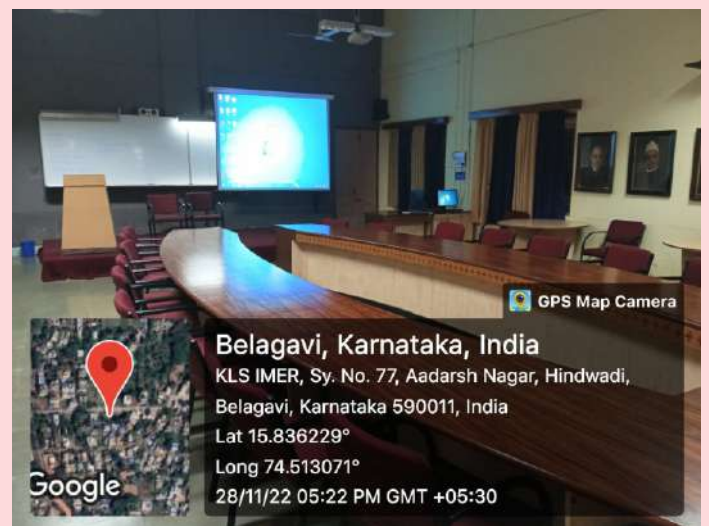 GPS Map Camera
Belagavi, Karnataka, India
KLS IMER, Sy. No. 77, Aadarsh Nagar, Hindwadi,
Belagavi, Karnataka 590011, India
Lat 15.836229°
Long 74.513071°
28/11/22 05:22 PM GMT +05:30
Google